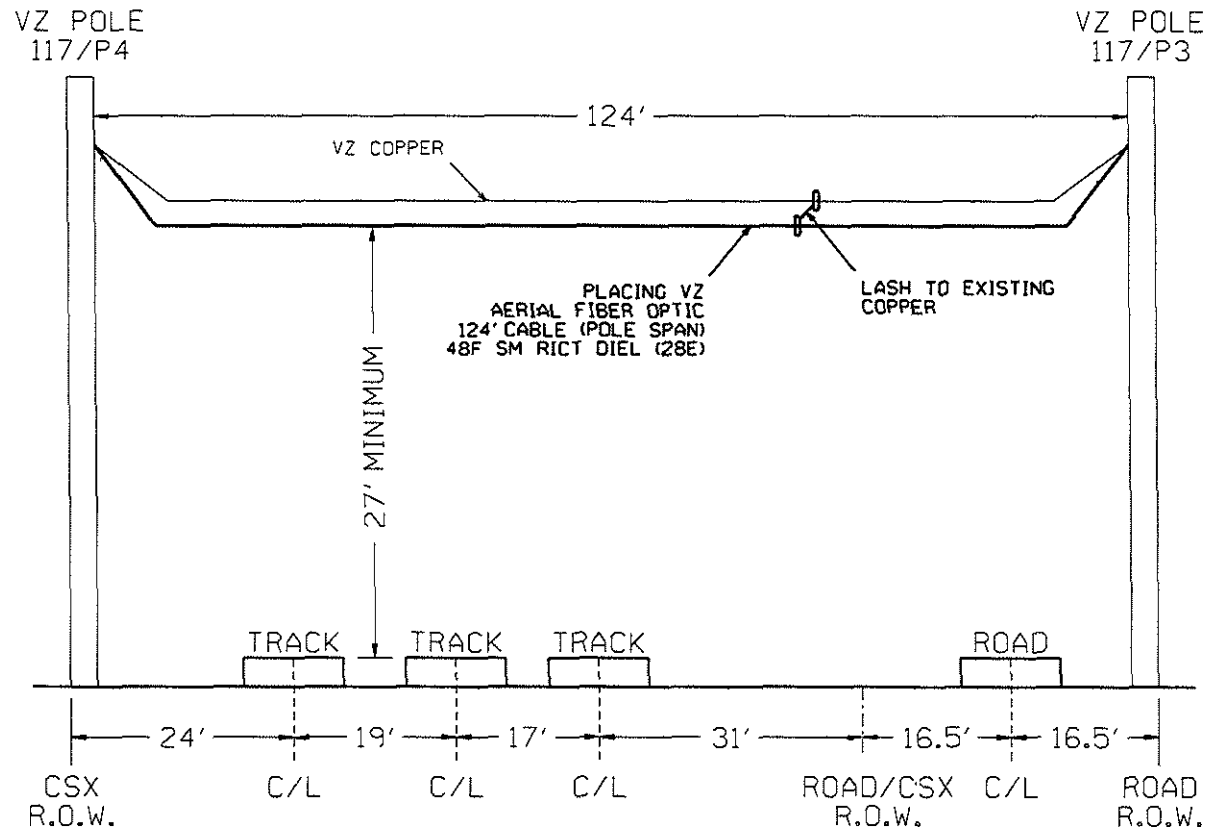 VZ POLE
117/P4
VZ POLE
117/P3
124'
VZ COPPER
PLACING VZ
AERIAL FIBER OPTIC
124' CABLE (POLE SPAN)
48F SM RICT DIEL (28E)
LASH TO EXISTING
COPPER
27' MINIMUM
TRACK
TRACK
TRACK
ROAD
24'
19'
17'
31'
16.5'
16.5'
CSX
R.O.W.
C/L
C/L
C/L
ROAD/CSX
R.O.W.
C/L
ROAD
R.O.W.